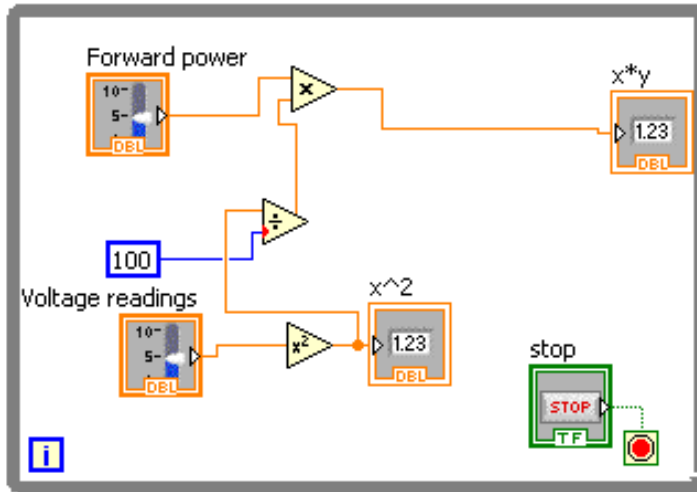 Forward power
10
5
DBL
x
x*y
1.23
DBL
÷
100
Voltage readings
10
5
DBL
x²
x^2
1.23
DBL
stop
STOP
TF
i